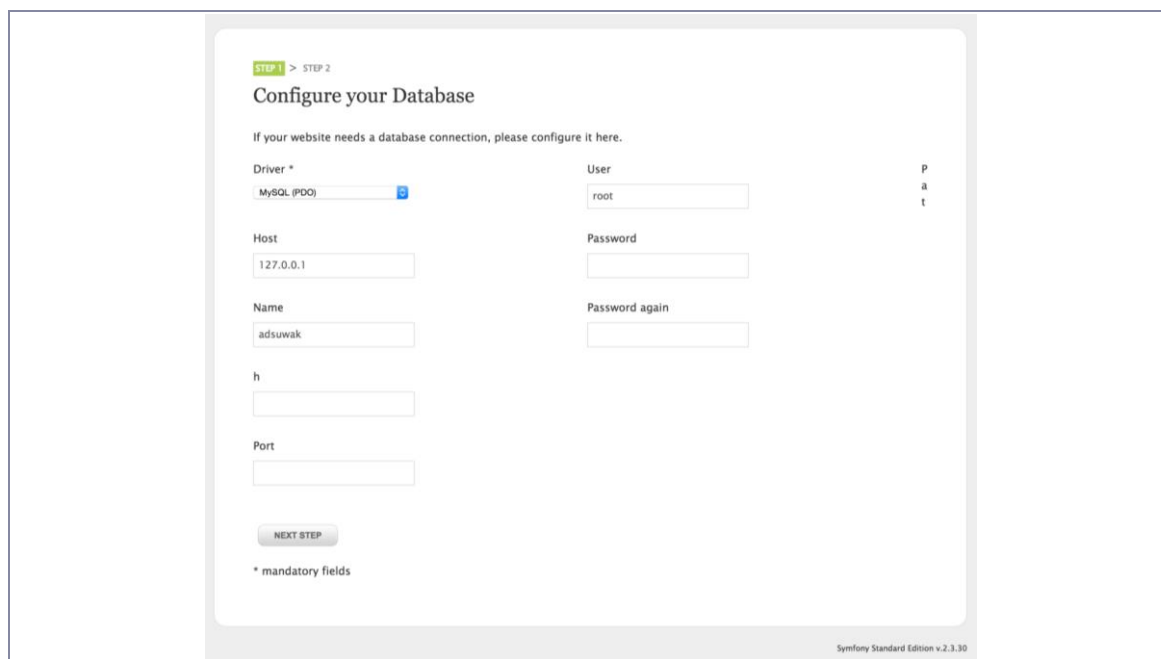 STEP 1 > STEP 2
Configure your Database
If your website needs a database connection, please configure it here.
Driver *
MySQL (PDO)
Host
127.0.0.1
Name
adsuwak
h
Port
User
root
Password
Password again
P
a
t
NEXT STEP
* mandatory fields
Symfony Standard Edition v.2.3.30